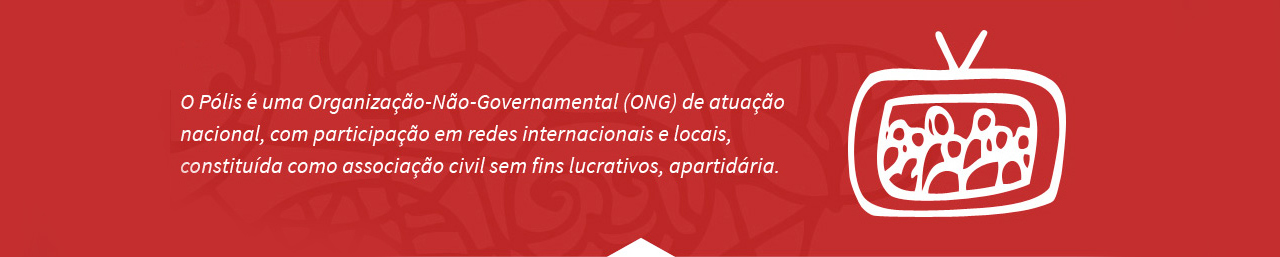 O Pólis é uma Organização-Não-Governamental (ONG) de atuação
nacional, com participação em redes internacionais e locais,
constituída como associação civil sem fins lucrativos, apartidária.